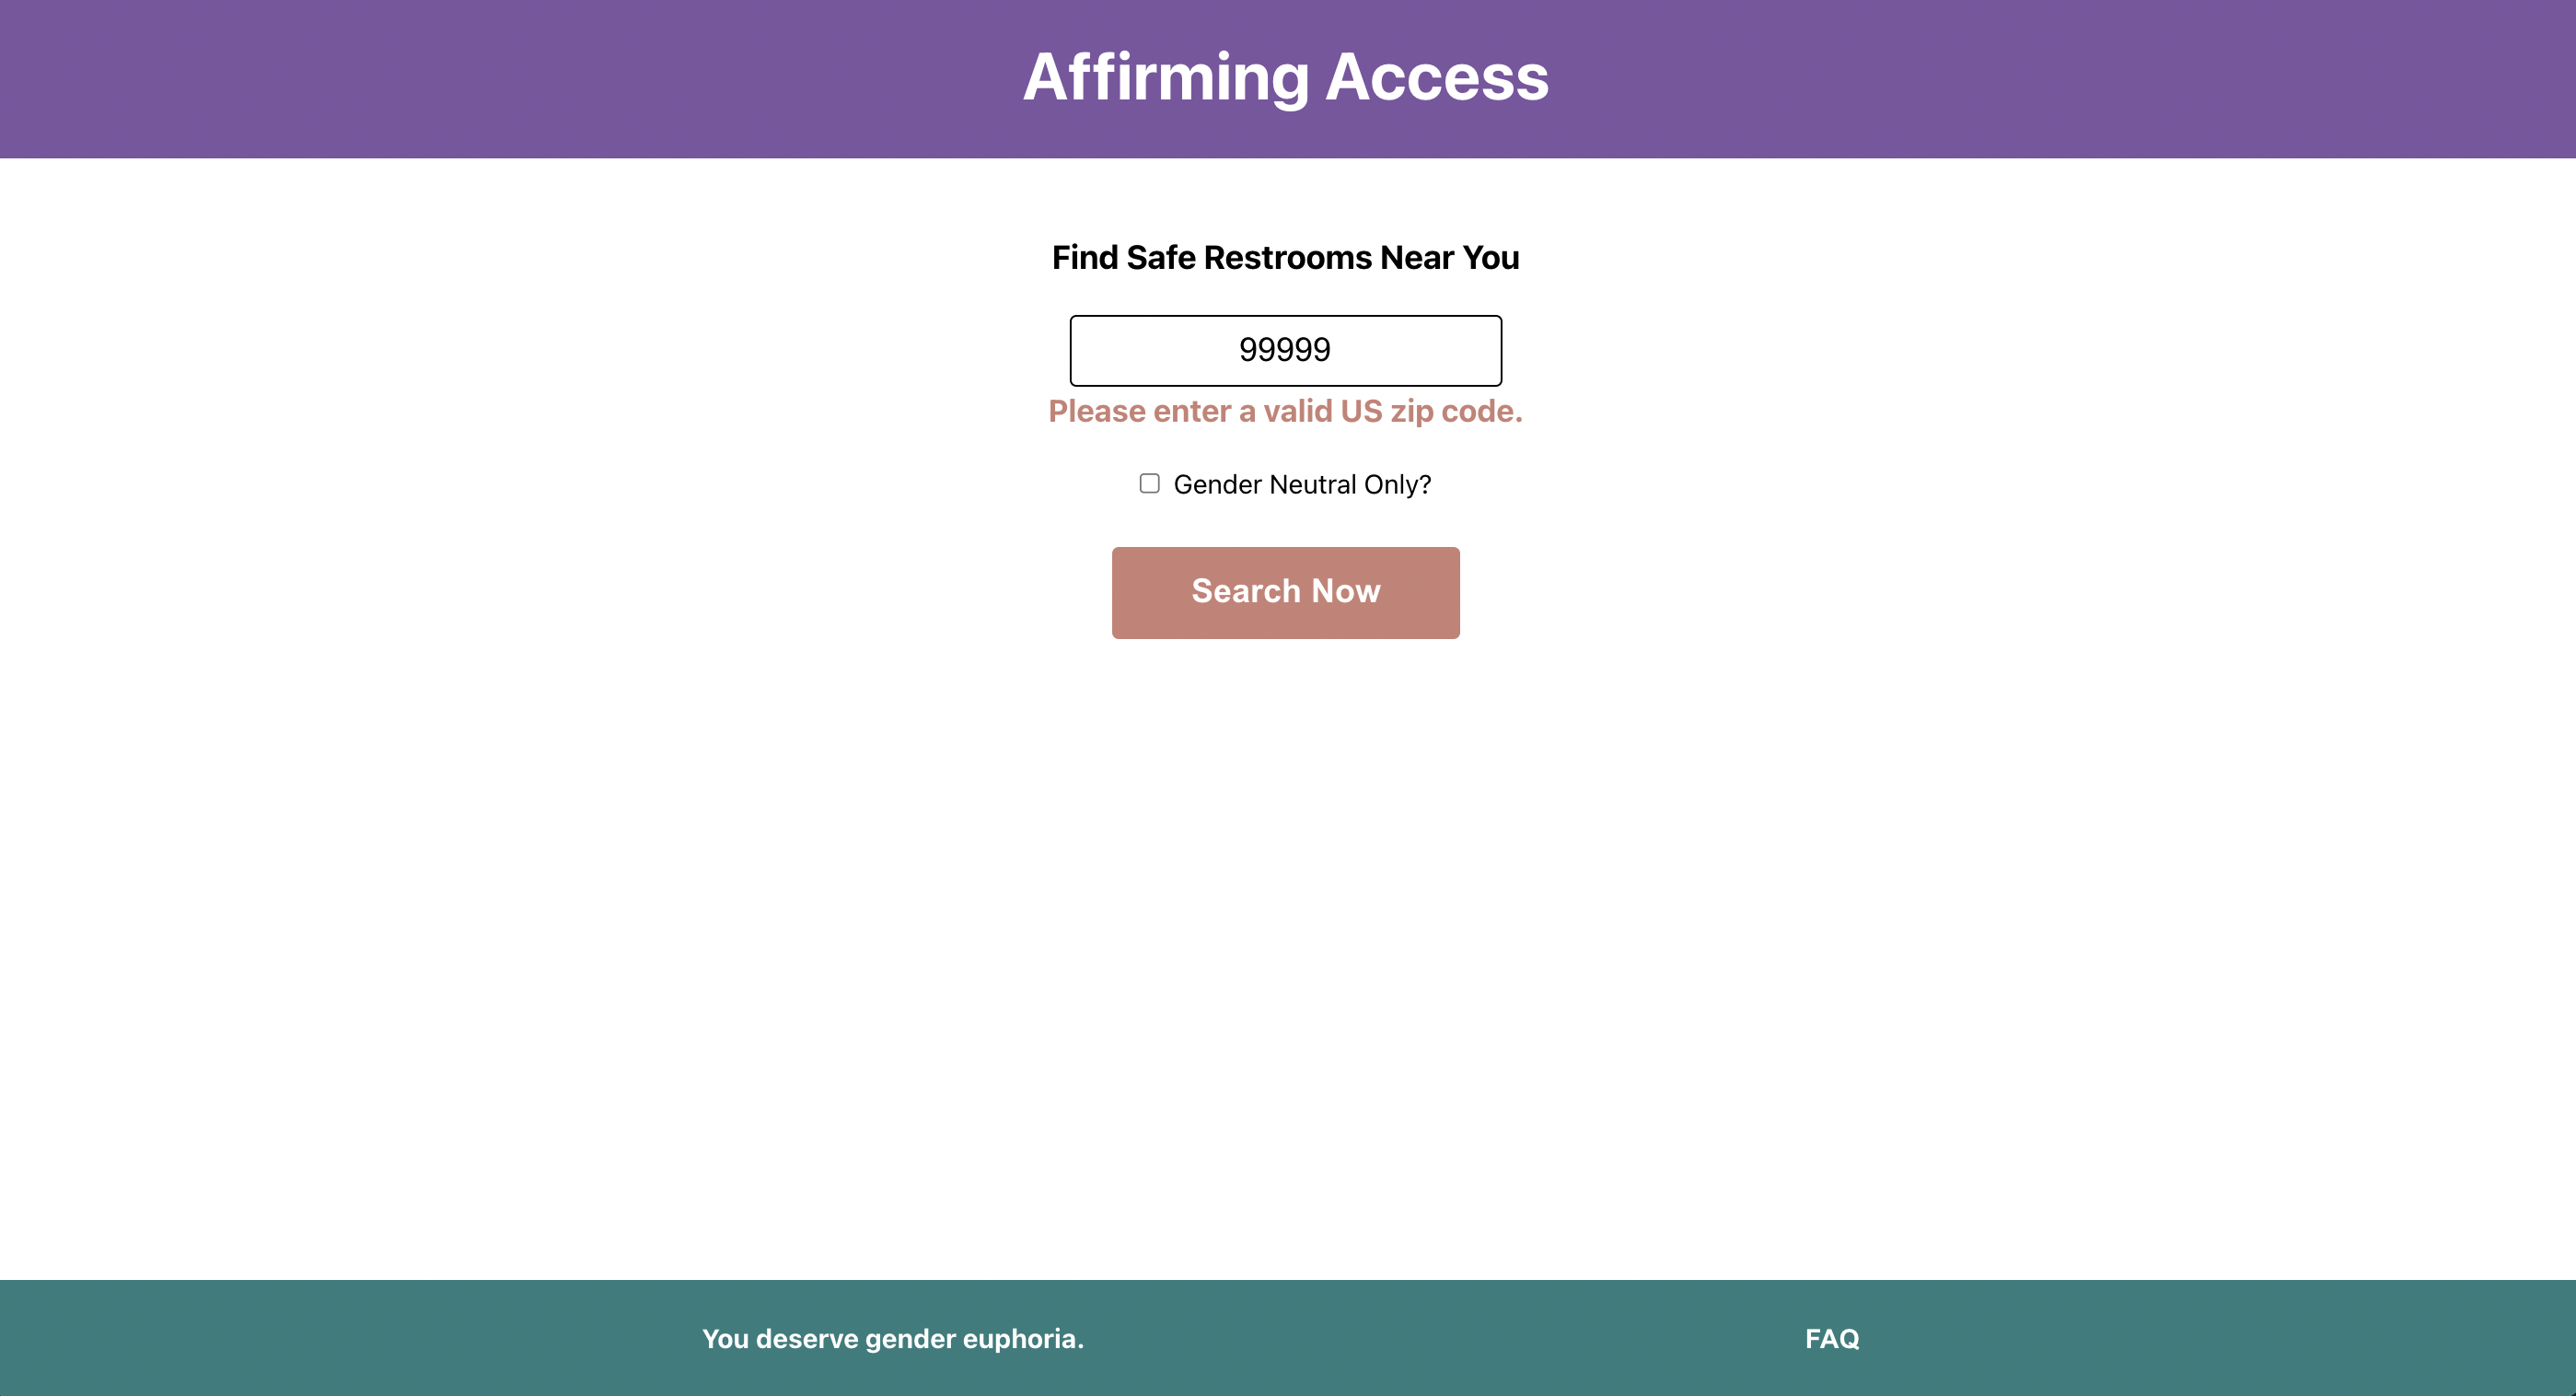 Affirming Access
Find Safe Restrooms Near You
99999
Please enter a valid US zip code.
Gender Neutral Only?
Search Now
You deserve gender euphoria.
FAQ